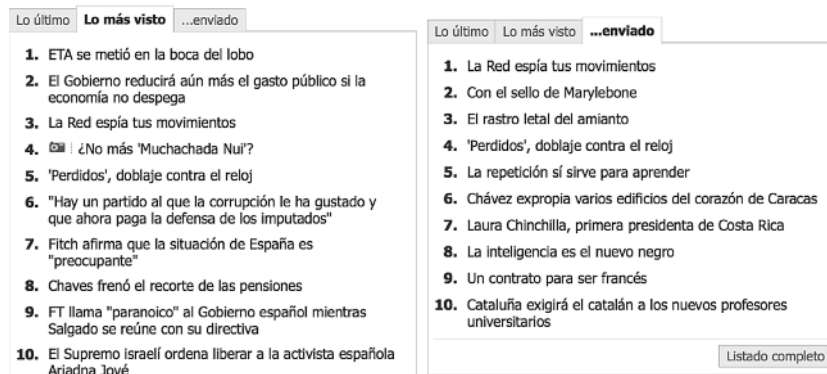 Lo último Lo más visto ...enviado
1. ETA se metió en la boca del lobo
2. El Gobierno reducirá aún más el gasto público si la
economía no despega
3. La Red espía tus movimientos
4. ¿No más 'Muchachada Nui'?
5. 'Perdidos', doblaje contra el reloj
6. "Hay un partido al que la corrupción le ha gustado y
que ahora paga la defensa de los imputados"
7. Fitch afirma que la situación de España es
"preocupante"
8. Chaves frenó el recorte de las pensiones
9. FT llama "paranoico" al Gobierno español mientras
Salgado se reúne con su directiva
10. El Supremo israelí ordena liberar a la activista española
Ariadna Jové
Lo último Lo más visto ...enviado
1. La Red espía tus movimientos
2. Con el sello de Marylebone
3. El rastro letal del amianto
4. 'Perdidos', doblaje contra el reloj
5. La repetición sí sirve para aprender
6. Chávez expropia varios edificios del corazón de Caracas
7. Laura Chinchilla, primera presidenta de Costa Rica
8. La inteligencia es el nuevo negro
9. Un contrato para ser francés
10. Cataluña exigirá el catalán a los nuevos profesores
universitarios
Listado completo